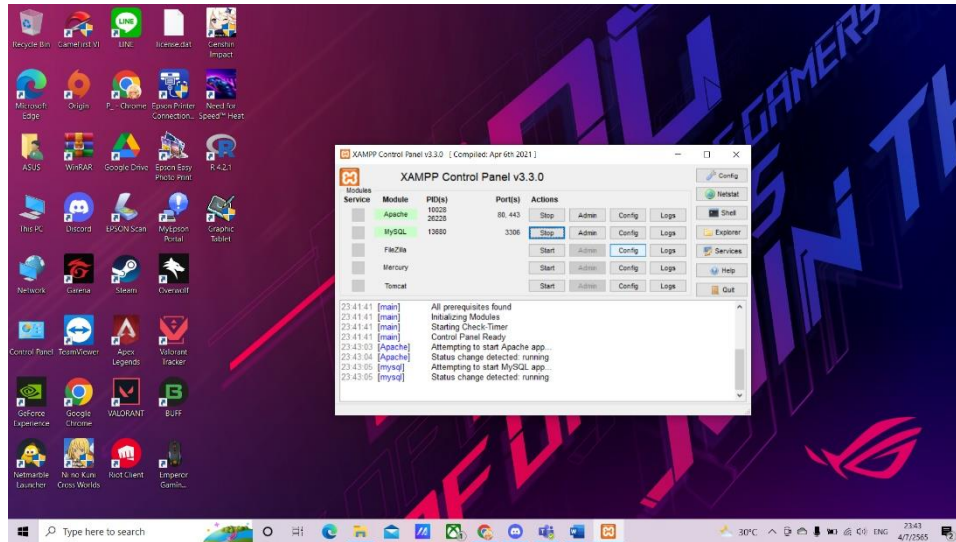 Recycle Bin
GameFirst VI
LINE
license.dat
Genshin
Impact
Microsoft
Edge
Origin
P_ - Chrome
Epson Printer
Connection...
Need for
Speed™ Heat
ASUS
WinRAR
Google Drive
Epson Easy
Photo Print
R 4.2.1
This PC
Discord
EPSON Scan
MyEpson
Portal
Graphic
Tablet
Network
Garena
Steam
Overwolf
Control Panel
TeamViewer
Apex
Legends
Valorant
Tracker
GeForce
Experience
Google
Chrome
VALORANT
BUFF
Netmarble
Launcher
Ni no Kuni
Cross Worlds
Riot Client
Emperor
Gamin...
XAMPP Control Panel v3.3.0 [ Compiled: Apr 6th 2021 ]
XAMPP Control Panel v3.3.0
Config
Modules
Service Module PID(s) Port(s) Actions
Netstat
Apache 10028 26228 80, 443 Stop Admin Config Logs
Shell
MySQL 13680 3306 Stop Admin Config Logs
Explorer
FileZilla Start Admin Config Logs
Services
Mercury Start Admin Config Logs
Help
Tomcat Start Admin Config Logs
Quit
23:41:41 [main] All prerequisites found
23:41:41 [main] Initializing Modules
23:41:41 [main] Starting Check-Timer
23:41:41 [main] Control Panel Ready
23:43:03 [Apache] Attempting to start Apache app...
23:43:04 [Apache] Status change detected: running
23:43:05 [mysql] Attempting to start MySQL app...
23:43:05 [mysql] Status change detected: running
GAMERS
Type here to search
30°C
ENG
23:43
4/7/2565